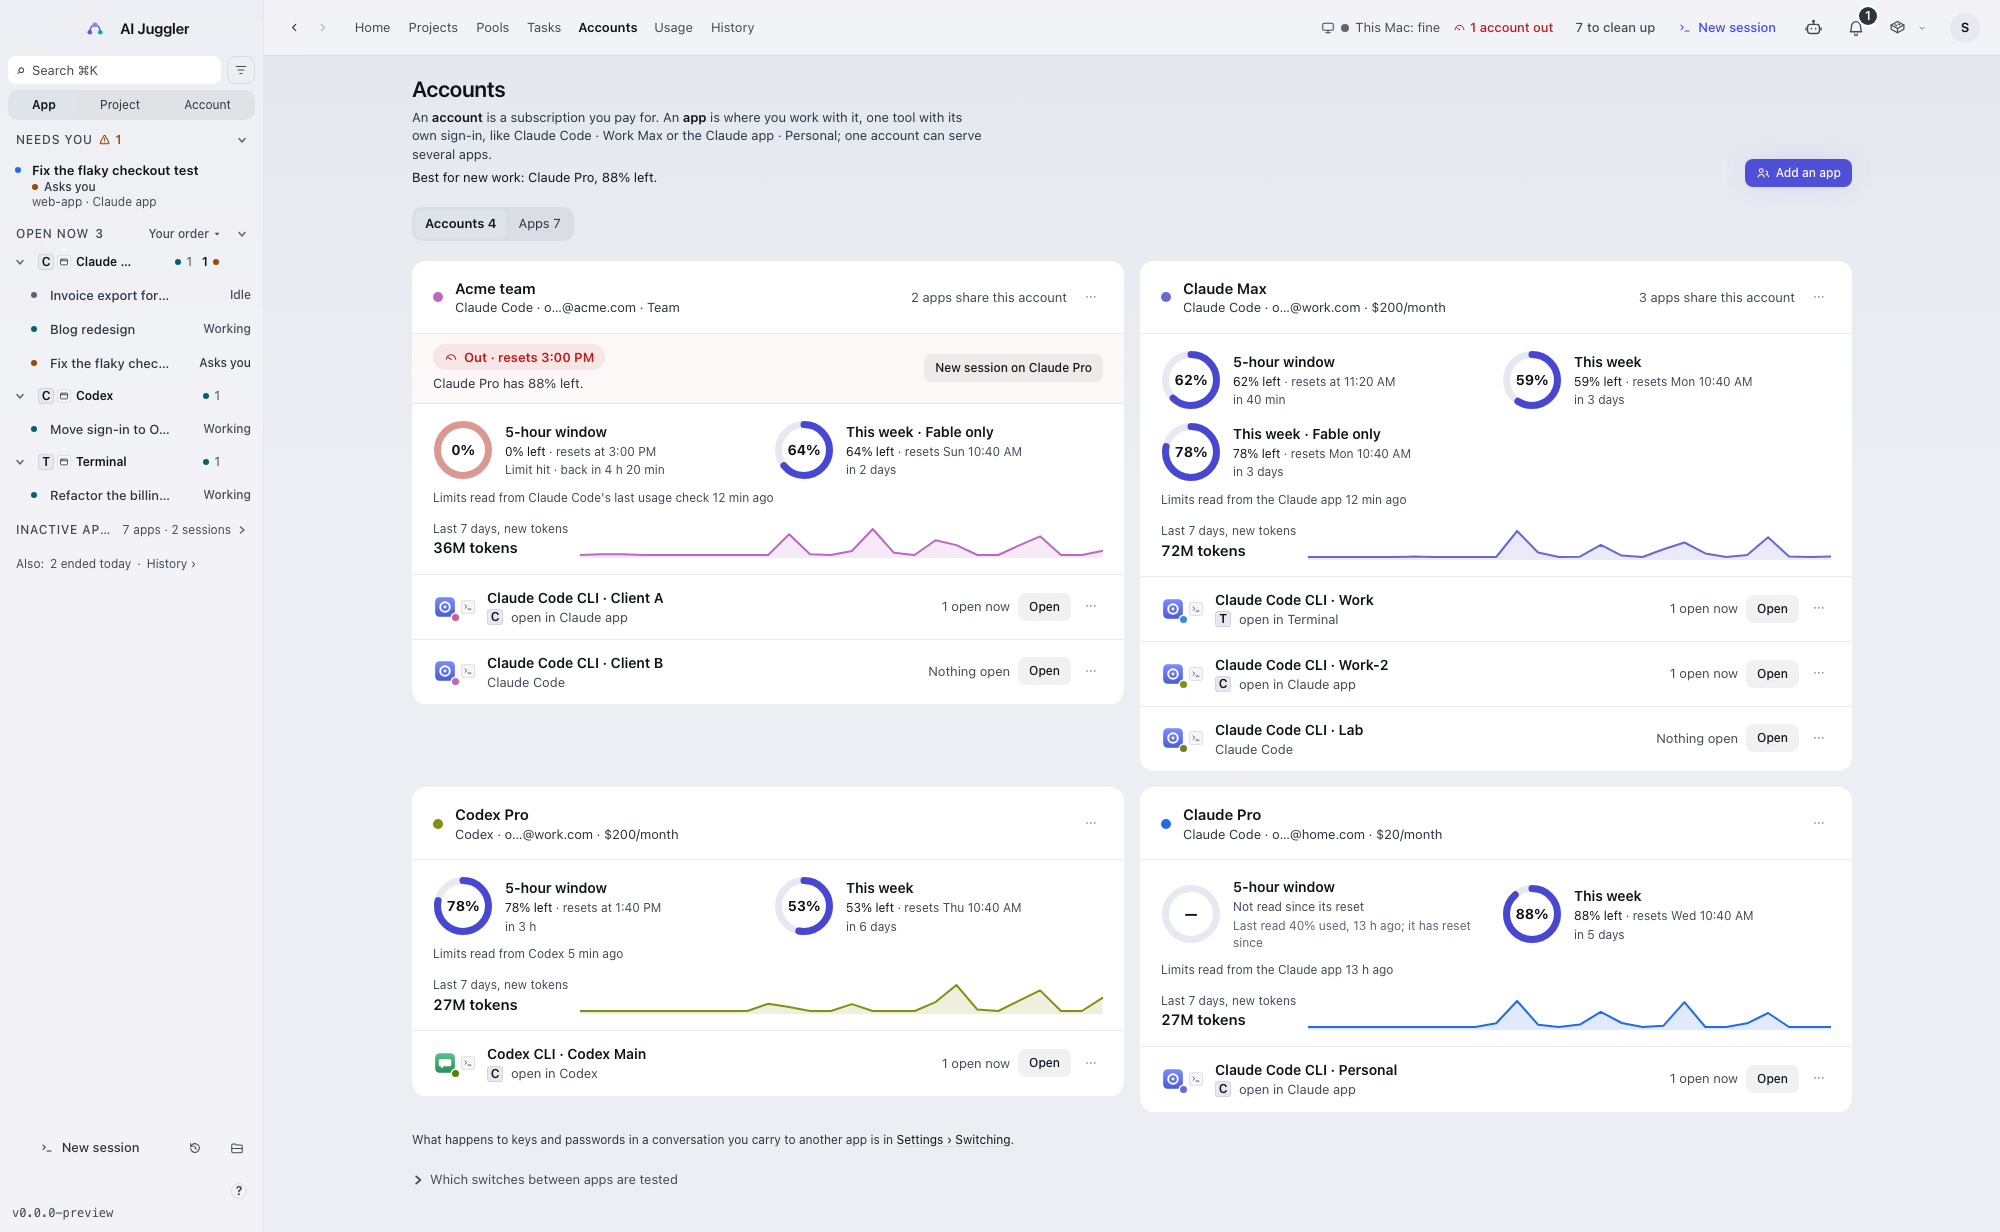 AI Juggler
Search ⌘K
App Project Account
NEEDS YOU 1
Fix the flaky checkout test
Asks you
web-app · Claude app
OPEN NOW 3 Your order
C Claude ... 1 1
Invoice export for... Idle
Blog redesign Working
Fix the flaky chec... Asks you
C Codex 1
Move sign-in to O... Working
T Terminal 1
Refactor the billin... Working
INACTIVE AP... 7 apps · 2 sessions
Also: 2 ended today · History ›
New session
?
v0.0.0-preview
Home Projects Pools Tasks Accounts Usage History
This Mac: fine 1 account out 7 to clean up New session 1 S
Accounts
An account is a subscription you pay for. An app is where you work with it, one tool with its
own sign-in, like Claude Code · Work Max or the Claude app · Personal; one account can serve
several apps.
Best for new work: Claude Pro, 88% left.
Add an app
Accounts 4 Apps 7
Acme team
Claude Code · o...@acme.com · Team
2 apps share this account
Out · resets 3:00 PM
Claude Pro has 88% left.
New session on Claude Pro
0%
5-hour window
0% left · resets at 3:00 PM
Limit hit · back in 4 h 20 min
64%
This week · Fable only
64% left · resets Sun 10:40 AM
in 2 days
Limits read from Claude Code's last usage check 12 min ago
Last 7 days, new tokens
36M tokens
Claude Code CLI · Client A
C open in Claude app
1 open now Open
Claude Code CLI · Client B
Claude Code
Nothing open Open
Claude Max
Claude Code · o...@work.com · $200/month
3 apps share this account
62%
5-hour window
62% left · resets at 11:20 AM
in 40 min
59%
This week
59% left · resets Mon 10:40 AM
in 3 days
78%
This week · Fable only
78% left · resets Mon 10:40 AM
in 3 days
Limits read from the Claude app 12 min ago
Last 7 days, new tokens
72M tokens
Claude Code CLI · Work
T open in Terminal
1 open now Open
Claude Code CLI · Work-2
C open in Claude app
1 open now Open
Claude Code CLI · Lab
Claude Code
Nothing open Open
Codex Pro
Codex · o...@work.com · $200/month
78%
5-hour window
78% left · resets at 1:40 PM
in 3 h
53%
This week
53% left · resets Thu 10:40 AM
in 6 days
Limits read from Codex 5 min ago
Last 7 days, new tokens
27M tokens
Codex CLI · Codex Main
C open in Codex
1 open now Open
Claude Pro
Claude Code · o...@home.com · $20/month
–
5-hour window
Not read since its reset
Last read 40% used, 13 h ago; it has reset
since
88%
This week
88% left · resets Wed 10:40 AM
in 5 days
Limits read from the Claude app 13 h ago
Last 7 days, new tokens
27M tokens
Claude Code CLI · Personal
C open in Claude app
1 open now Open
What happens to keys and passwords in a conversation you carry to another app is in Settings › Switching.
Which switches between apps are tested